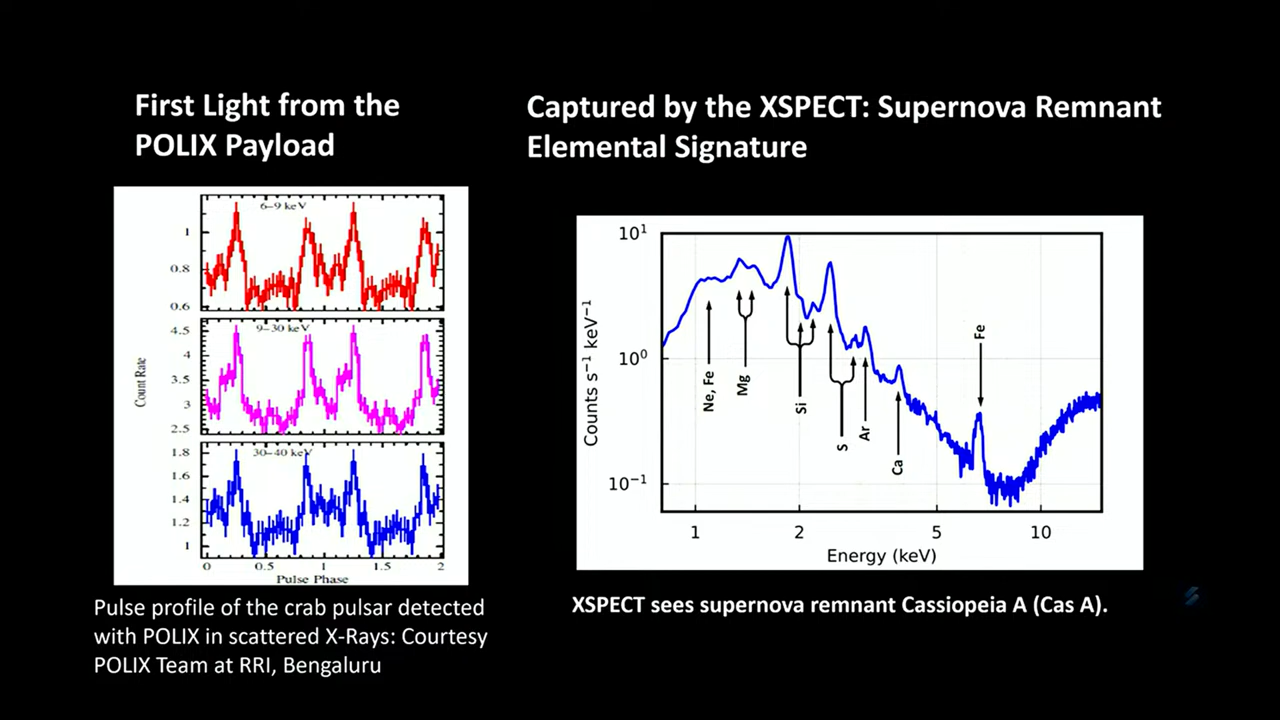 First Light from the
POLIX Payload
6–9 keV
1
0.8
0.6
Count Rate
9–30 keV
4.5
3.5
3
2.5
30–40 keV
1.8
1.6
1.4
1.2
1
0 0.5 1 1.5 2
Pulse Phase
Pulse profile of the crab pulsar detected
with POLIX in scattered X-Rays: Courtesy
POLIX Team at RRI, Bengaluru
Captured by the XSPECT: Supernova Remnant
Elemental Signature
10¹
10⁰
10⁻¹
Counts s⁻¹ keV⁻¹
Ne, Fe
Mg
Si
S
Ar
Ca
Fe
1 2 5 10
Energy (keV)
XSPECT sees supernova remnant Cassiopeia A (Cas A).